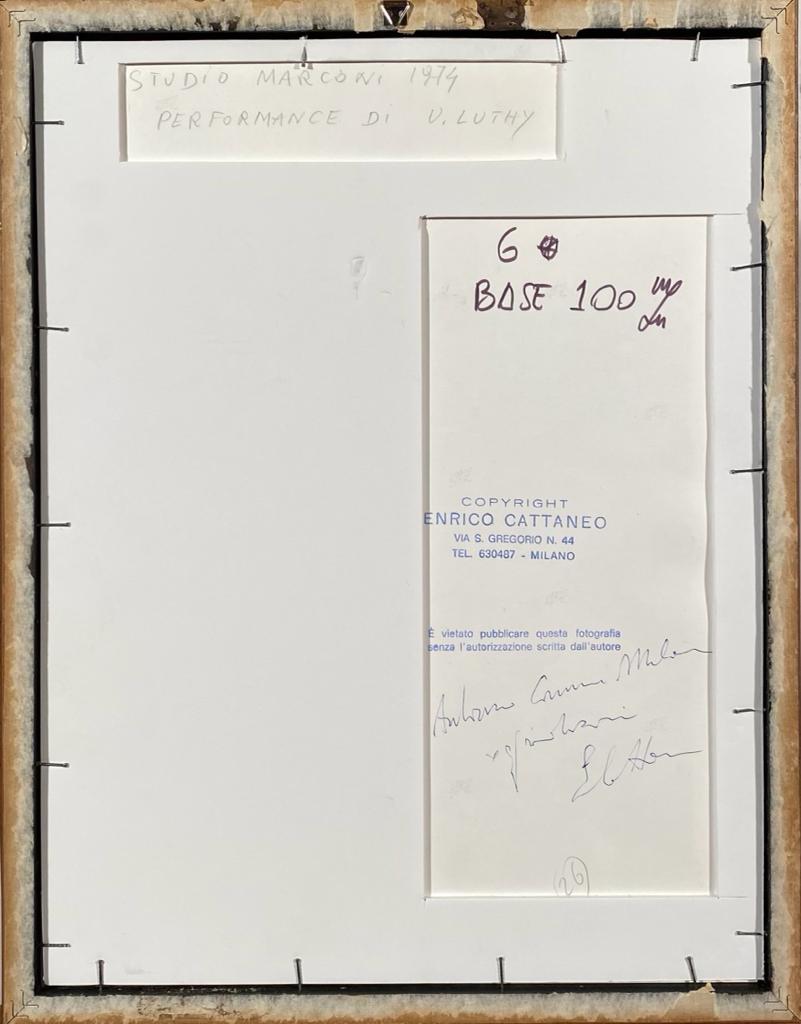 STUDIO MARCONI 1974
PERFORMANCE DI U. LUTHY
6
BASE 100
COPYRIGHT
ENRICO CATTANEO
VIA S. GREGORIO N. 44
TEL. 630487 - MILANO
È vietato pubblicare questa fotografia
senza l'autorizzazione scritta dall'autore
26